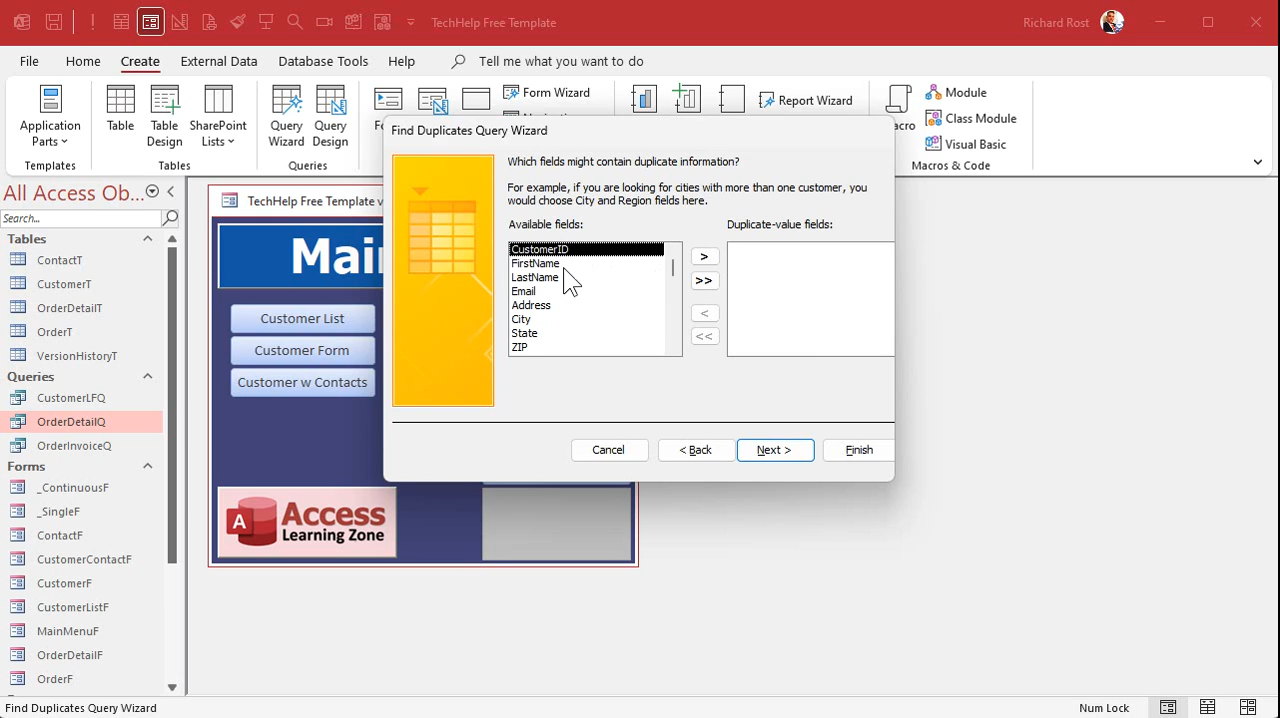 TechHelp Free Template
Richard Rost
File Home Create External Data Database Tools Help Tell me what you want to do
Application Parts
Table
Table Design
SharePoint Lists
Query Wizard
Query Design
Form Wizard
Report Wizard
Module
Class Module
Visual Basic
Templates
Tables
Queries
Macros & Code
All Access Ob...
Search...
Tables
ContactT
CustomerT
OrderDetailT
OrderT
VersionHistoryT
Queries
CustomerLFQ
OrderDetailQ
OrderInvoiceQ
Forms
_ContinuousF
_SingleF
ContactF
CustomerContactF
CustomerF
CustomerListF
MainMenuF
OrderDetailF
OrderF
TechHelp Free Template v
Mai
Customer List
Customer Form
Customer w Contacts
Access
Learning Zone
A
Find Duplicates Query Wizard
Which fields might contain duplicate information?
For example, if you are looking for cities with more than one customer, you
would choose City and Region fields here.
Available fields:
Duplicate-value fields:
CustomerID
FirstName
LastName
Email
Address
City
State
ZIP
>
>>
<
<<
Cancel
< Back
Next >
Finish
Find Duplicates Query Wizard
Num Lock